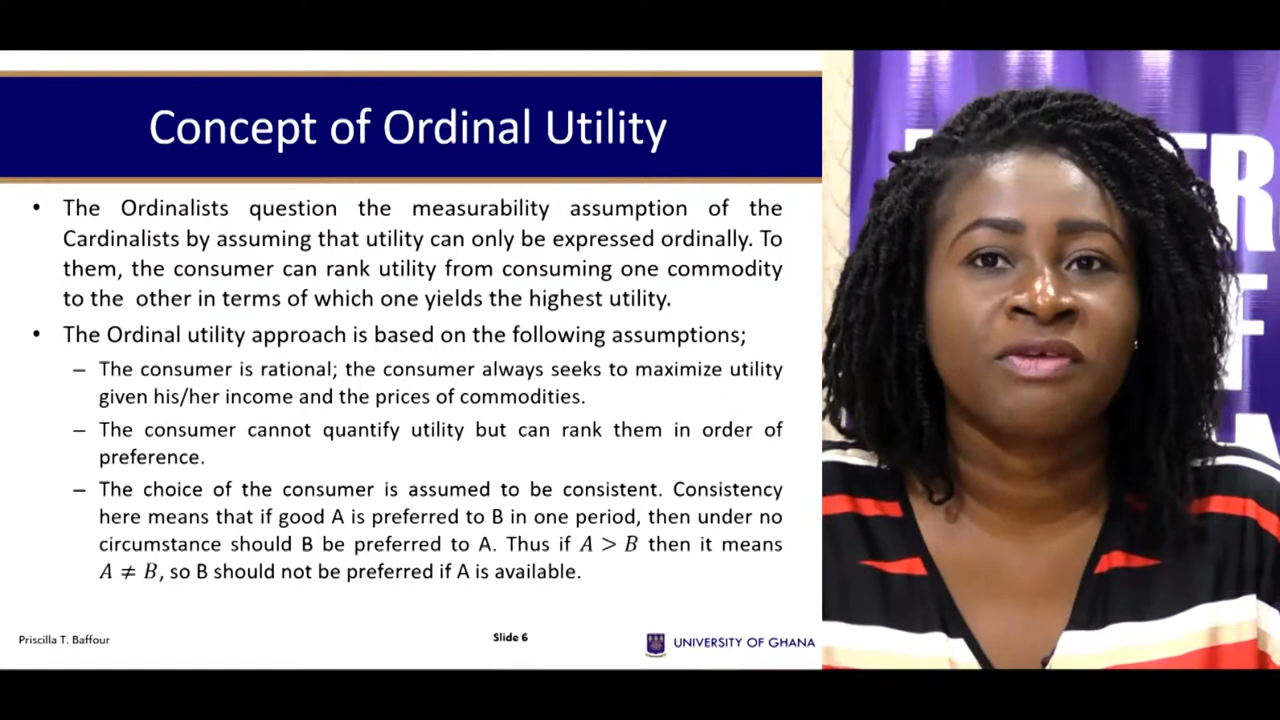 Concept of Ordinal Utility
• The Ordinalists question the measurability assumption of the
Cardinalists by assuming that utility can only be expressed ordinally. To
them, the consumer can rank utility from consuming one commodity
to the other in terms of which one yields the highest utility.
• The Ordinal utility approach is based on the following assumptions;
– The consumer is rational; the consumer always seeks to maximize utility
given his/her income and the prices of commodities.
– The consumer cannot quantify utility but can rank them in order of
preference.
– The choice of the consumer is assumed to be consistent. Consistency
here means that if good A is preferred to B in one period, then under no
circumstance should B be preferred to A. Thus if A > B then it means
A ≠ B, so B should not be preferred if A is available.
Priscilla T. Baffour
Slide 6
UNIVERSITY OF GHANA